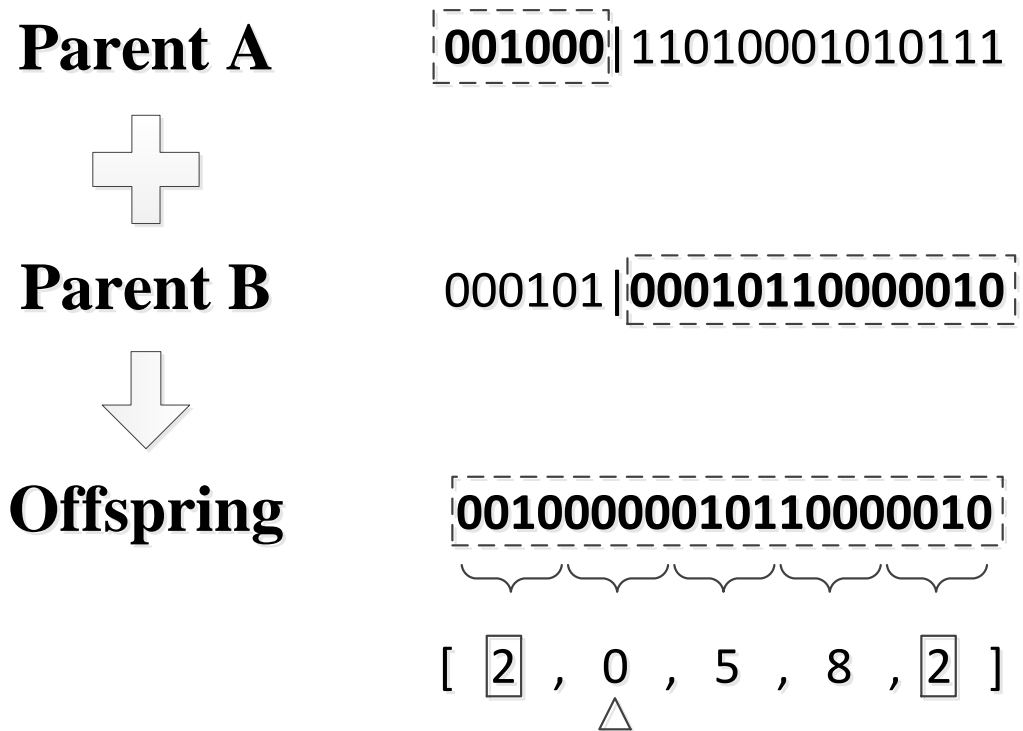 Parent A 001000|11010001010111
Parent B 000101|00010110000010
Offspring 00100000010110000010
[ 2 , 0 , 5 , 8 , 2 ]